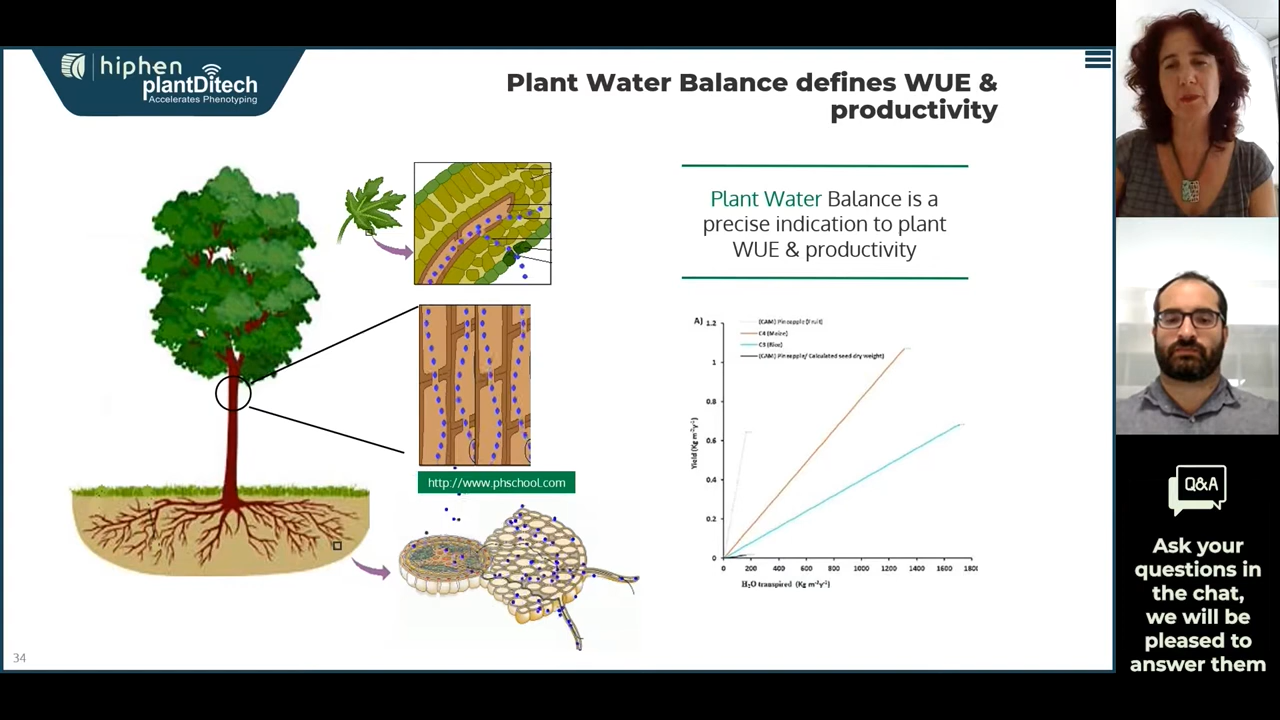 hiphen
plantDitech
Accelerates Phenotyping
Plant Water Balance defines WUE &
productivity
Plant Water Balance is a
precise indication to plant
WUE & productivity
http://www.phschool.com
A)
(CAM) Pineapple (Fruit)
C4 (Maize)
C3 (Rice)
(CAM) Pineapple/ Calculated seed dry weight)
1.2
1
0.8
0.6
0.4
0.2
0
Yield (Kg m-2y-1)
0 200 400 600 800 1000 1200 1400 1600 1800
H2O transpired (Kg m-2y-1)
34
Q&A
Ask your
questions in
the chat,
we will be
pleased to
answer them